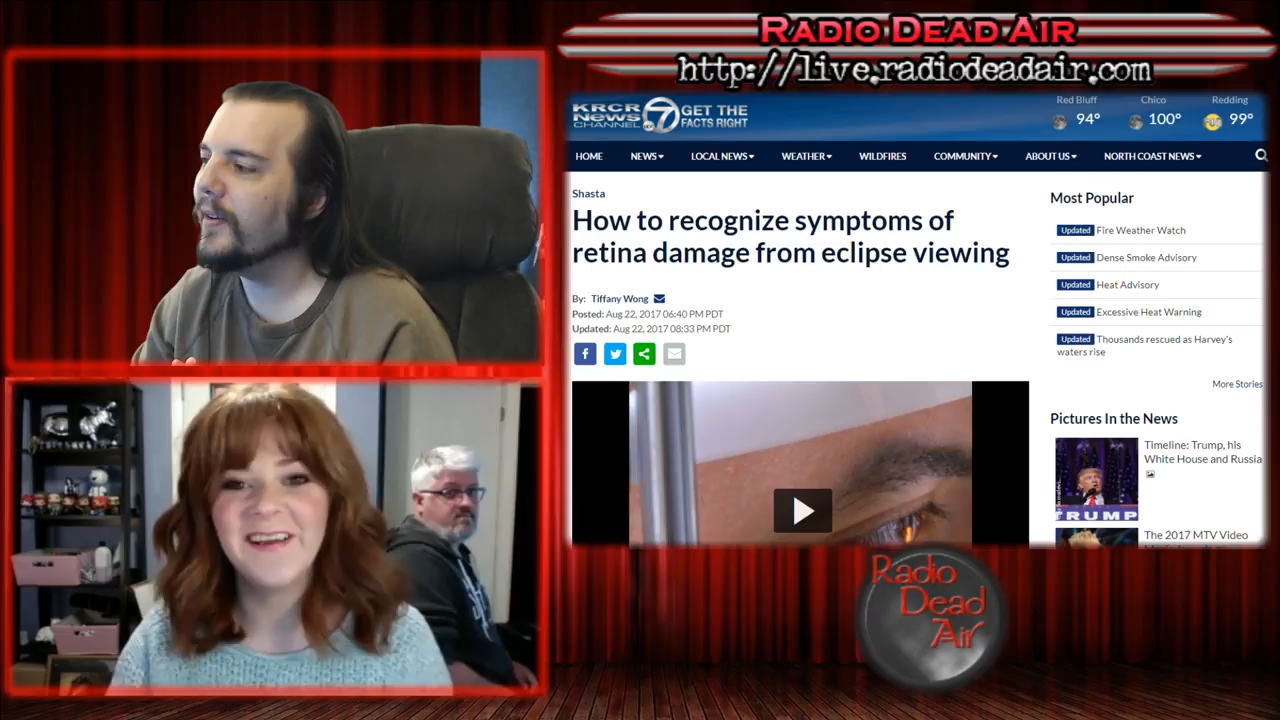 RADIO DEAD AIR
http://live.radiodeadair.com
KRCR
NEWS
CHANNEL
7
GET THE
FACTS RIGHT
Red Bluff
94°
Chico
100°
Redding
99°
HOME
NEWS
LOCAL NEWS
WEATHER
WILDFIRES
COMMUNITY
ABOUT US
NORTH COAST NEWS
Shasta
How to recognize symptoms of
retina damage from eclipse viewing
By: Tiffany Wong
Posted: Aug 22, 2017 06:40 PM PDT
Updated: Aug 22, 2017 08:33 PM PDT
Most Popular
Updated Fire Weather Watch
Updated Dense Smoke Advisory
Updated Heat Advisory
Updated Excessive Heat Warning
Updated Thousands rescued as Harvey's
waters rise
More Stories
Pictures In the News
Timeline: Trump, his
White House and Russia
TRUMP
The 2017 MTV Video
Radio
Dead
Air